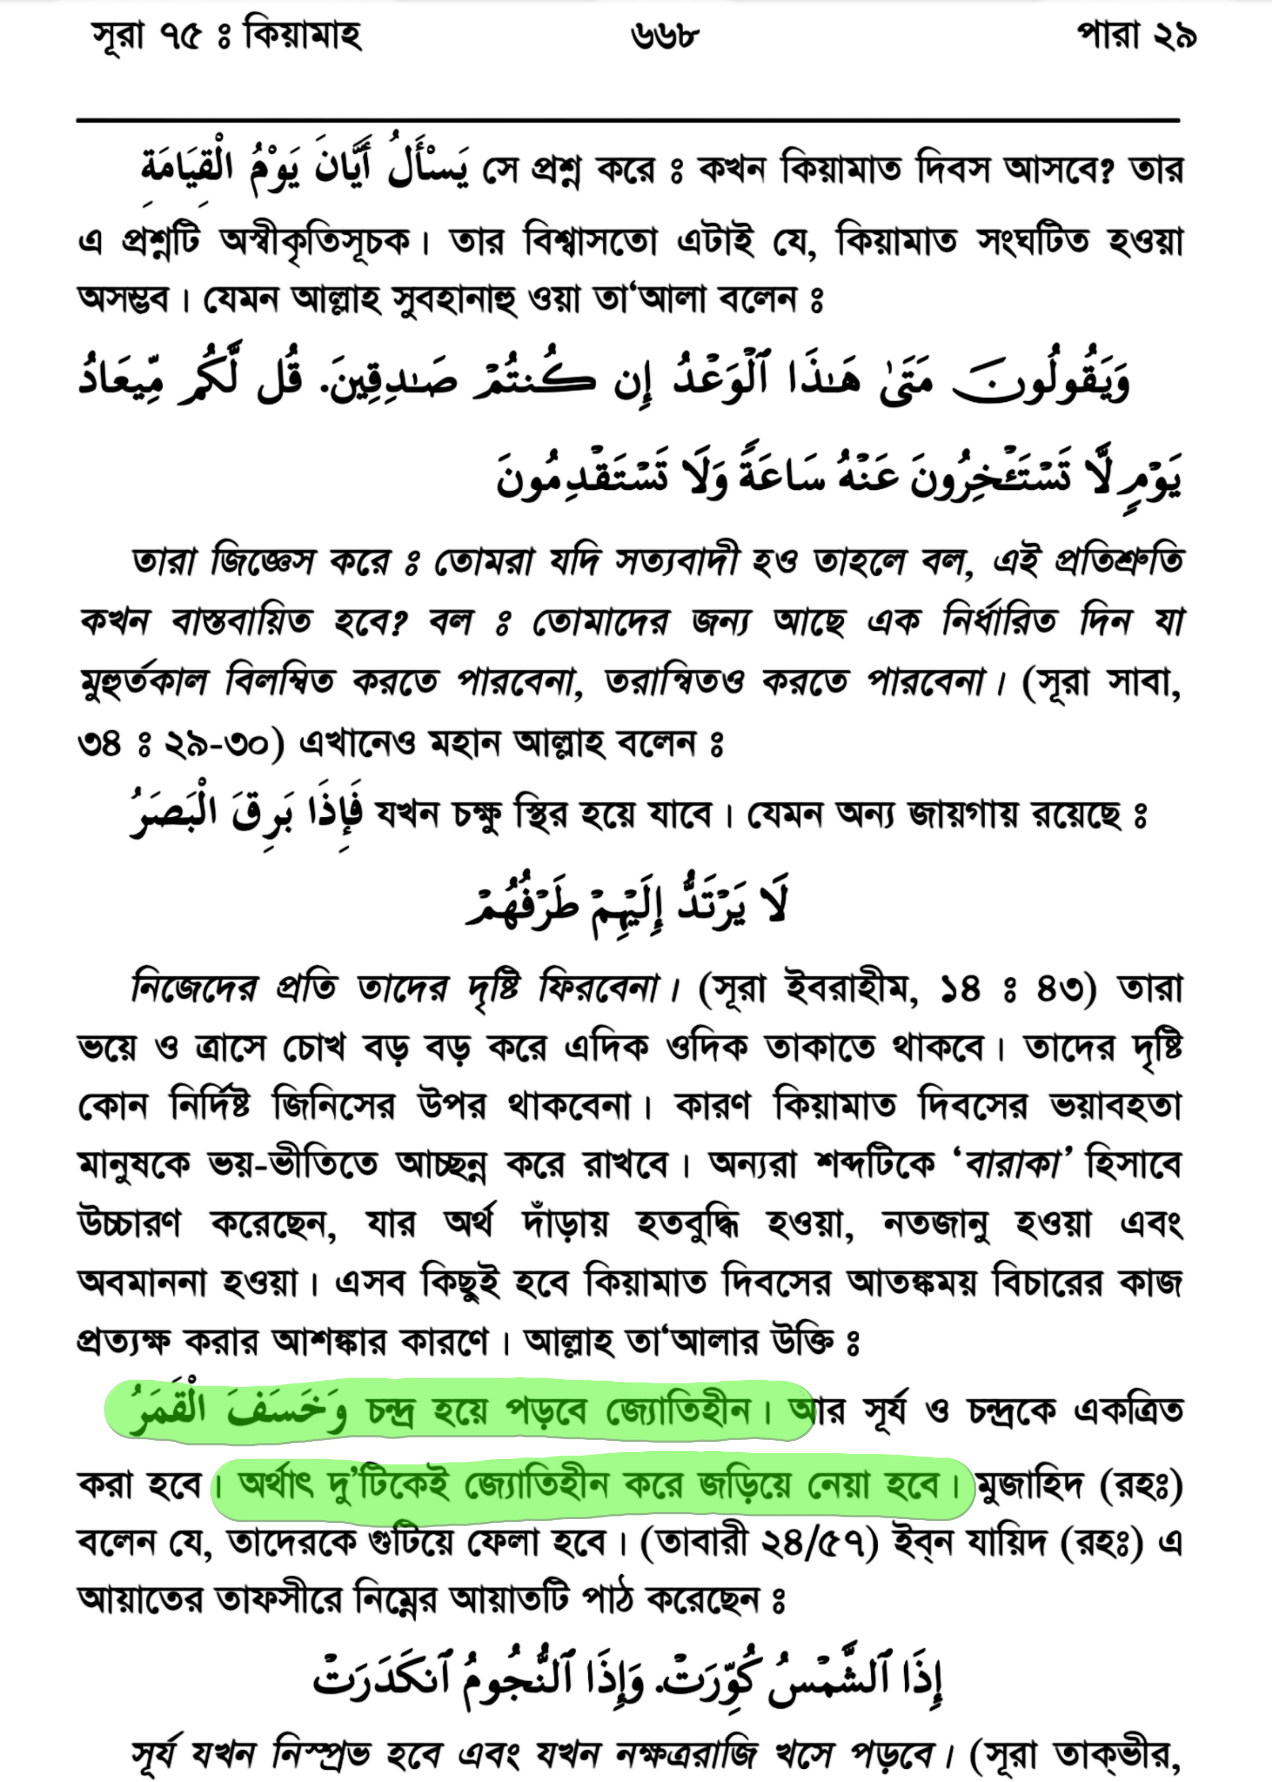 সূরা ৭৫ ঃ কিয়ামাহ ৬৬৮ পারা ২৯
يَسْأَلُ أَيَّانَ يَوْمُ الْقِيَامَةِ সে প্রশ্ন করে ঃ কখন কিয়ামাত দিবস আসবে? তার
এ প্রশ্নটি অস্বীকৃতিসূচক। তার বিশ্বাসতো এটাই যে, কিয়ামাত সংঘটিত হওয়া
অসম্ভব। যেমন আল্লাহ সুবহানাহু ওয়া তা‘আলা বলেন ঃ
وَيَقُولُونَ مَتَىٰ هَـٰذَا ٱلْوَعْدُ إِن كُنتُمْ صَـٰدِقِينَ. قُل لَّكُم مِّيعَادُ
يَوْمٍ لَّا تَسْتَـْٔخِرُونَ عَنْهُ سَاعَةً وَلَا تَسْتَقْدِمُونَ
তারা জিজ্ঞেস করে ঃ তোমরা যদি সত্যবাদী হও তাহলে বল, এই প্রতিশ্রুতি
কখন বাস্তবায়িত হবে? বল ঃ তোমাদের জন্য আছে এক নির্ধারিত দিন যা
মুহুর্তকাল বিলম্বিত করতে পারবেনা, তরান্বিতও করতে পারবেনা। (সূরা সাবা,
৩৪ ঃ ২৯-৩০) এখানেও মহান আল্লাহ বলেন ঃ
فَإِذَا بَرِقَ الْبَصَرُ যখন চক্ষু স্থির হয়ে যাবে। যেমন অন্য জায়গায় রয়েছে ঃ
لَا يَرْتَدُّ إِلَيْهِمْ طَرْفُهُمْ
নিজেদের প্রতি তাদের দৃষ্টি ফিরবেনা। (সূরা ইবরাহীম, ১৪ ঃ ৪৩) তারা
ভয়ে ও ত্রাসে চোখ বড় বড় করে এদিক ওদিক তাকাতে থাকবে। তাদের দৃষ্টি
কোন নির্দিষ্ট জিনিসের উপর থাকবেনা। কারণ কিয়ামাত দিবসের ভয়াবহতা
মানুষকে ভয়-ভীতিতে আচ্ছন্ন করে রাখবে। অন্যরা শব্দটিকে ‘বারাকা’ হিসাবে
উচ্চারণ করেছেন, যার অর্থ দাঁড়ায় হতবুদ্ধি হওয়া, নতজানু হওয়া এবং
অবমাননা হওয়া। এসব কিছুই হবে কিয়ামাত দিবসের আতঙ্কময় বিচারের কাজ
প্রত্যক্ষ করার আশঙ্কার কারণে। আল্লাহ তা‘আলার উক্তি ঃ
وَخَسَفَ الْقَمَرُ চন্দ্র হয়ে পড়বে জ্যোতিহীন। আর সূর্য ও চন্দ্রকে একত্রিত
করা হবে। অর্থাৎ দু’টিকেই জ্যোতিহীন করে জড়িয়ে নেয়া হবে। মুজাহিদ (রহঃ)
বলেন যে, তাদেরকে গুটিয়ে ফেলা হবে। (তাবারী ২৪/৫৭) ইব্‌ন যায়িদ (রহঃ) এ
আয়াতের তাফসীরে নিম্নের আয়াতটি পাঠ করেছেন ঃ
إِذَا ٱلشَّمْسُ كُوِّرَتْ. وَإِذَا ٱلنُّجُومُ ٱنكَدَرَتْ
সূর্য যখন নিস্প্রভ হবে এবং যখন নক্ষত্ররাজি খসে পড়বে। (সূরা তাক্‌ভীর,